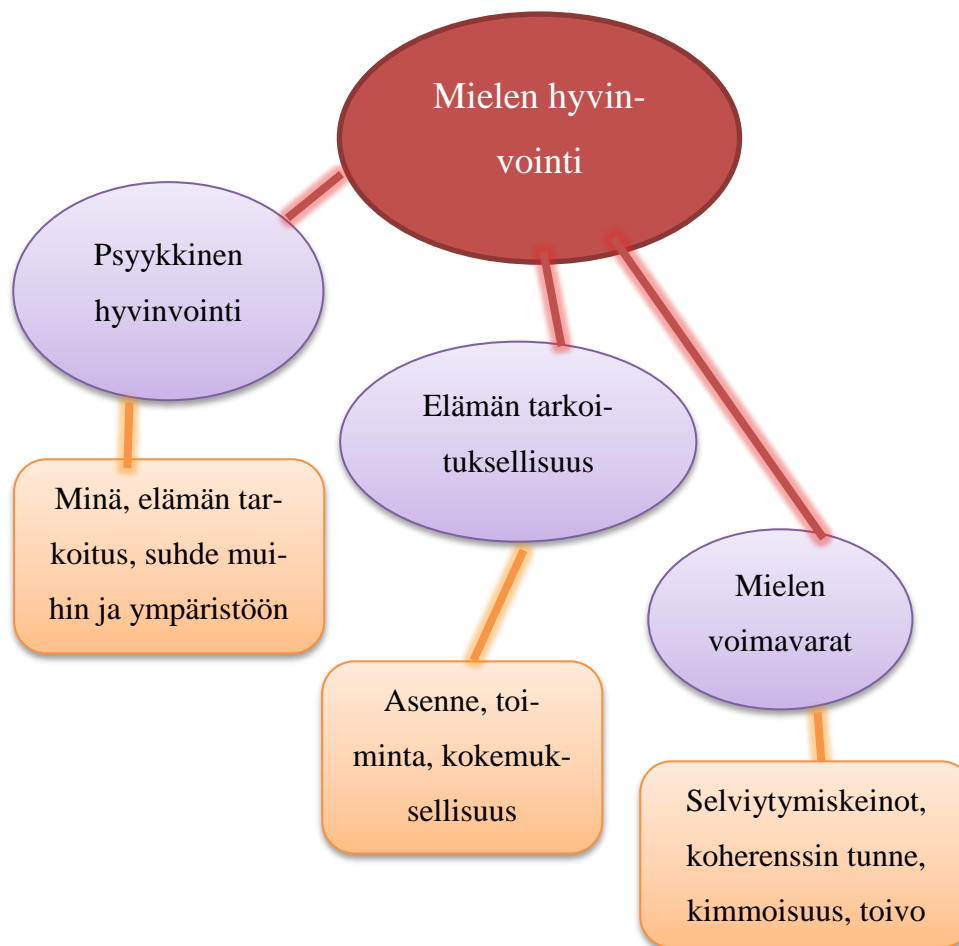 Mielen hyvin-
vointi
Psyykkinen
hyvinvointi
Elämän tarkoi-
tuksellisuus
Minä, elämän tar-
koitus, suhde mui-
hin ja ympäristöön
Mielen
voimavarat
Asenne, toi-
minta, kokemuk-
sellisuus
Selviytymiskeinot,
koherenssin tunne,
kimmoisuus, toivo